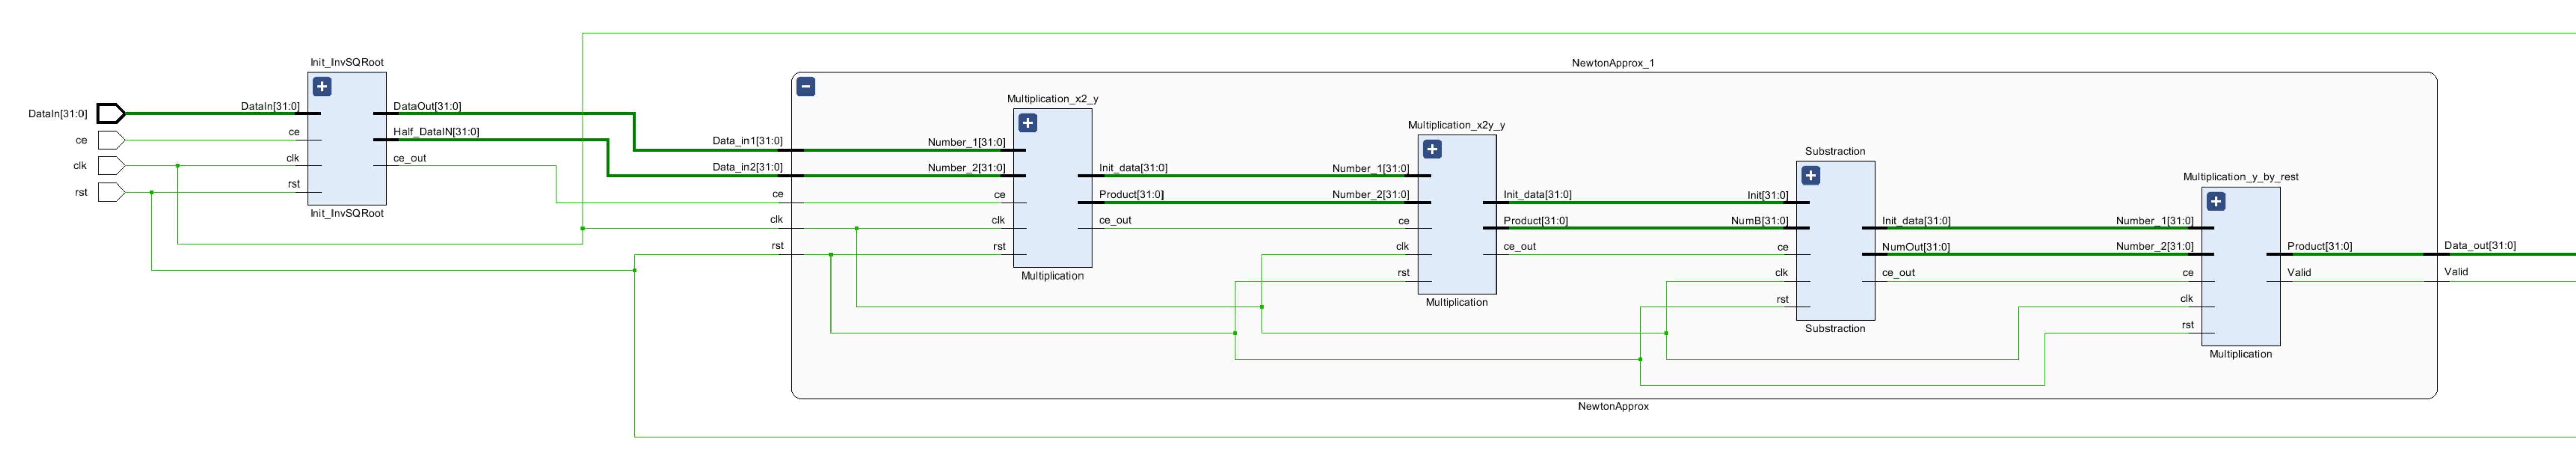 DataIn[31:0]
ce
clk
rst
Init_InvSQRoot
DataIn[31:0]
ce
clk
rst
DataOut[31:0]
Half_DataIN[31:0]
ce_out
Init_InvSQRoot
NewtonApprox_1
Data_in1[31:0]
Data_in2[31:0]
ce
clk
rst
Multiplication_x2_y
Number_1[31:0]
Number_2[31:0]
ce
clk
rst
Init_data[31:0]
Product[31:0]
ce_out
Multiplication
Multiplication_x2y_y
Number_1[31:0]
Number_2[31:0]
ce
clk
rst
Init_data[31:0]
Product[31:0]
ce_out
Multiplication
Substraction
Init[31:0]
NumB[31:0]
ce
clk
rst
Init_data[31:0]
NumOut[31:0]
ce_out
Substraction
Multiplication_y_by_rest
Number_1[31:0]
Number_2[31:0]
ce
clk
rst
Product[31:0]
Valid
Multiplication
Data_out[31:0]
Valid
NewtonApprox